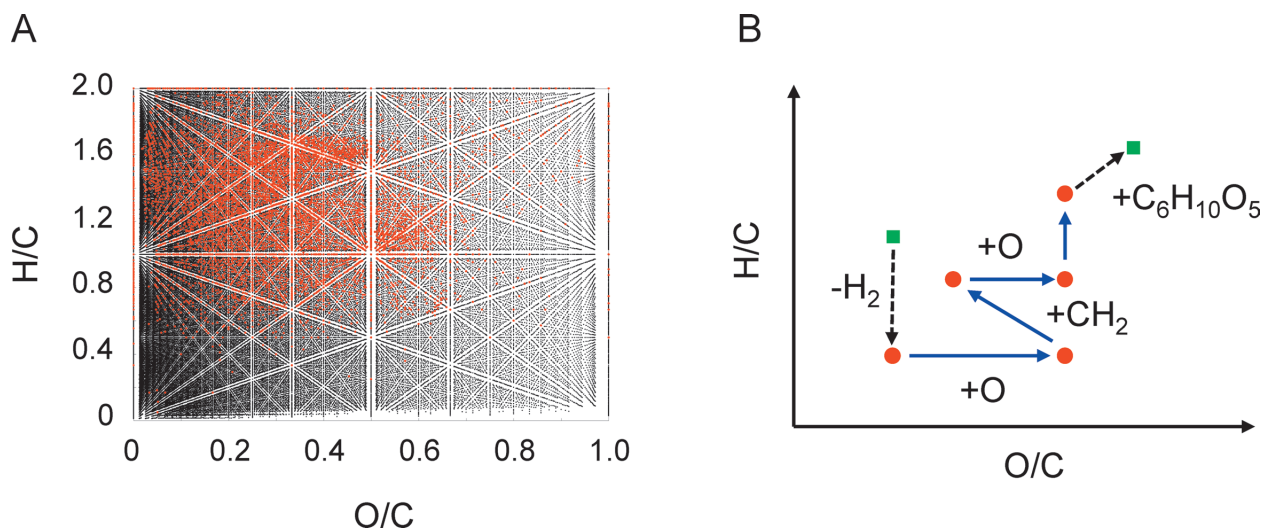 A
2.0
1.6
1.2
0.8
0.4
0
H/C
0 0.2 0.4 0.6 0.8 1.0
O/C
B
H/C
+C₆H₁₀O₅
+O
-H₂
+CH₂
+O
O/C